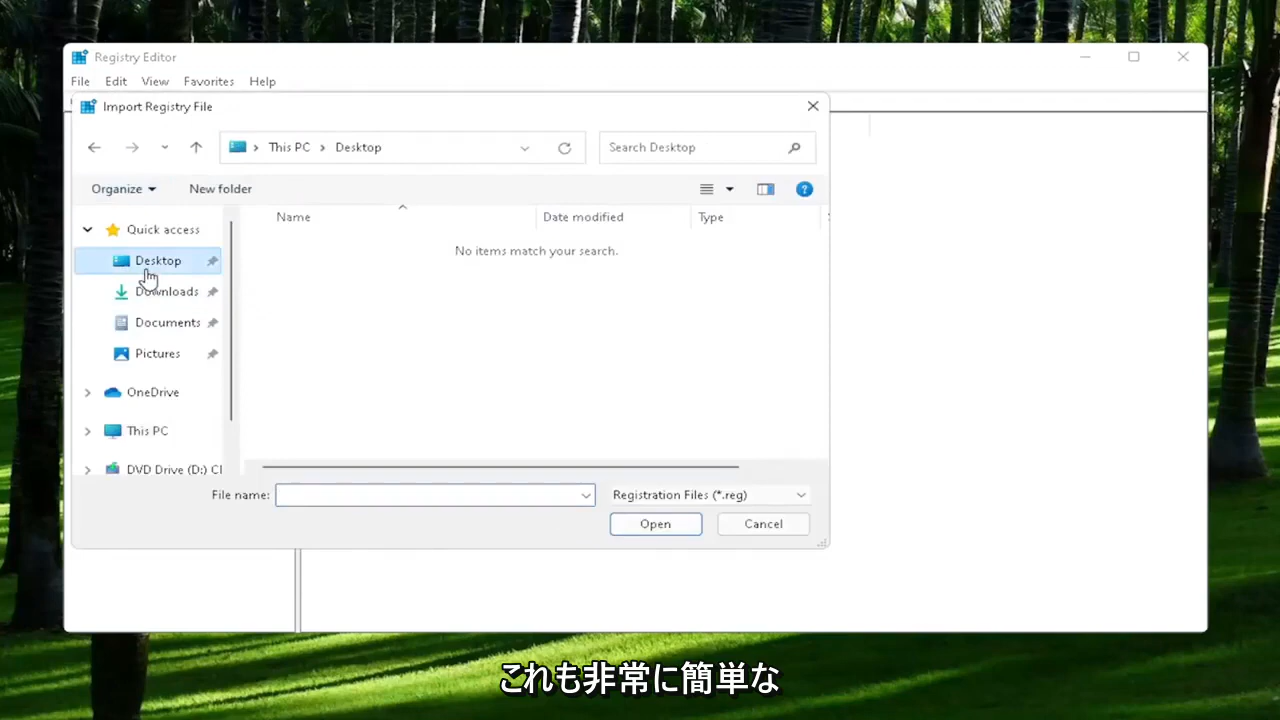 Registry Editor
File Edit View Favorites Help
Import Registry File
This PC > Desktop
Search Desktop
Organize
New folder
Name Date modified Type
No items match your search.
Quick access
Desktop
Downloads
Documents
Pictures
OneDrive
This PC
DVD Drive (D:) C
File name:
Registration Files (*.reg)
Open Cancel
これも非常に簡単な